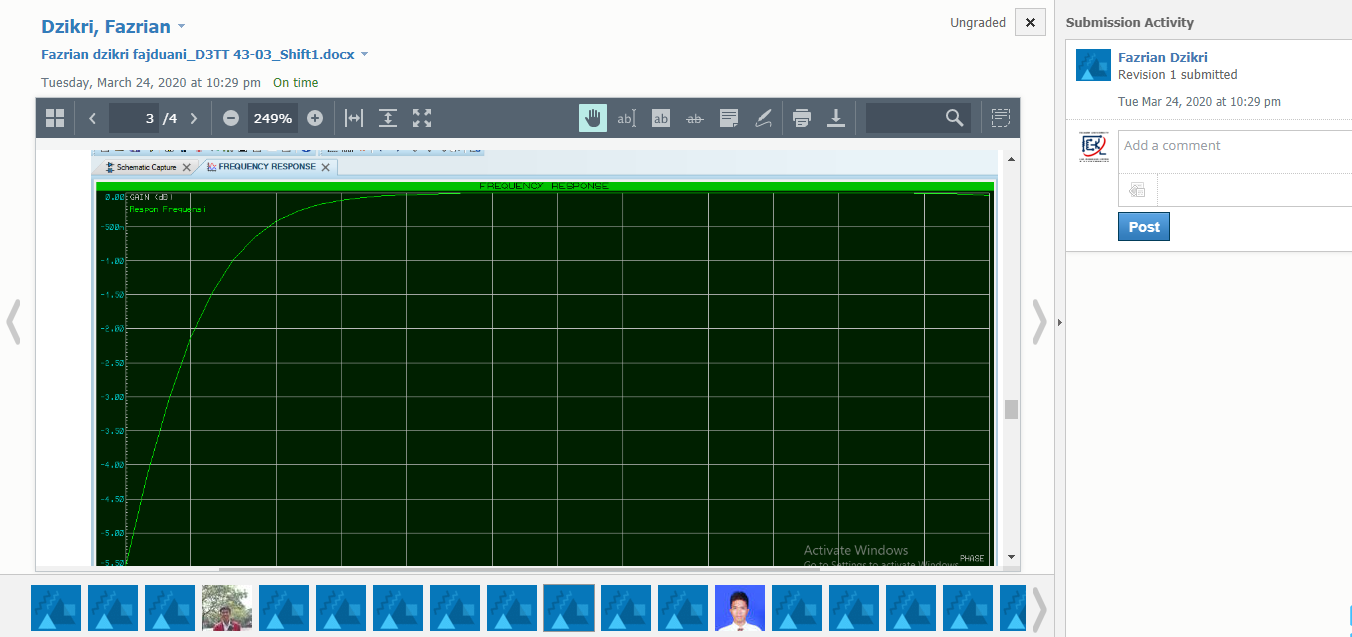 Dzikri, Fazrian
Ungraded
Fazrian dzikri fajduani_D3TT 43-03_Shift1.docx
Tuesday, March 24, 2020 at 10:29 pm On time
3 /4
249%
ab
ab
ab
Schematic Capture
FREQUENCY RESPONSE
FREQUENCY RESPONSE
0.00
GAIN (dB)
Respon Frequensi
-500m
-1.00
-1.50
-2.00
-2.50
-3.00
-3.50
-4.00
-4.50
-5.00
-5.50
Activate Windows
Go to Settings to activate Windows.
PHASE
Submission Activity
Fazrian Dzikri
Revision 1 submitted
Tue Mar 24, 2020 at 10:29 pm
Add a comment
Post